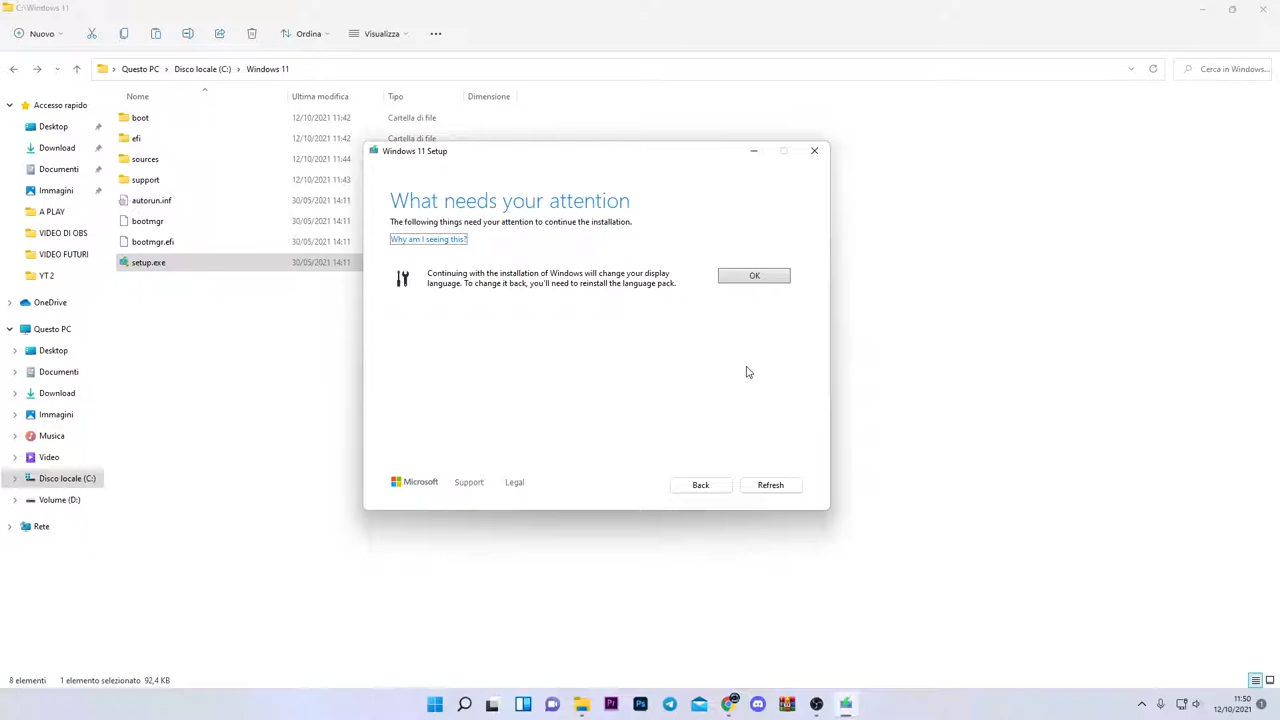 C:\Windows 11
Nuovo
Ordina
Visualizza
Questo PC
Disco locale (C:)
Windows 11
Cerca in Windows...
Nome
Ultima modifica
Tipo
Dimensione
Accesso rapido
Desktop
Download
Documenti
Immagini
A PLAY
VIDEO DI OBS
VIDEO FUTURI
YT 2
OneDrive
Questo PC
Desktop
Documenti
Download
Immagini
Musica
Video
Disco locale (C:)
Volume (D:)
Rete
boot 12/10/2021 11:42 Cartella di file
efi 12/10/2021 11:42 Cartella di file
sources 12/10/2021 11:44
support 12/10/2021 11:43
autorun.inf 30/05/2021 14:11
bootmgr 30/05/2021 14:11
bootmgr.efi 30/05/2021 14:11
setup.exe 30/05/2021 14:11
Windows 11 Setup
What needs your attention
The following things need your attention to continue the installation.
Why am I seeing this?
Continuing with the installation of Windows will change your display
language. To change it back, you'll need to reinstall the language pack.
OK
Microsoft
Support
Legal
Back
Refresh
8 elementi
1 elemento selezionato 92,4 KB
Pr
Ps
11:50
12/10/2021